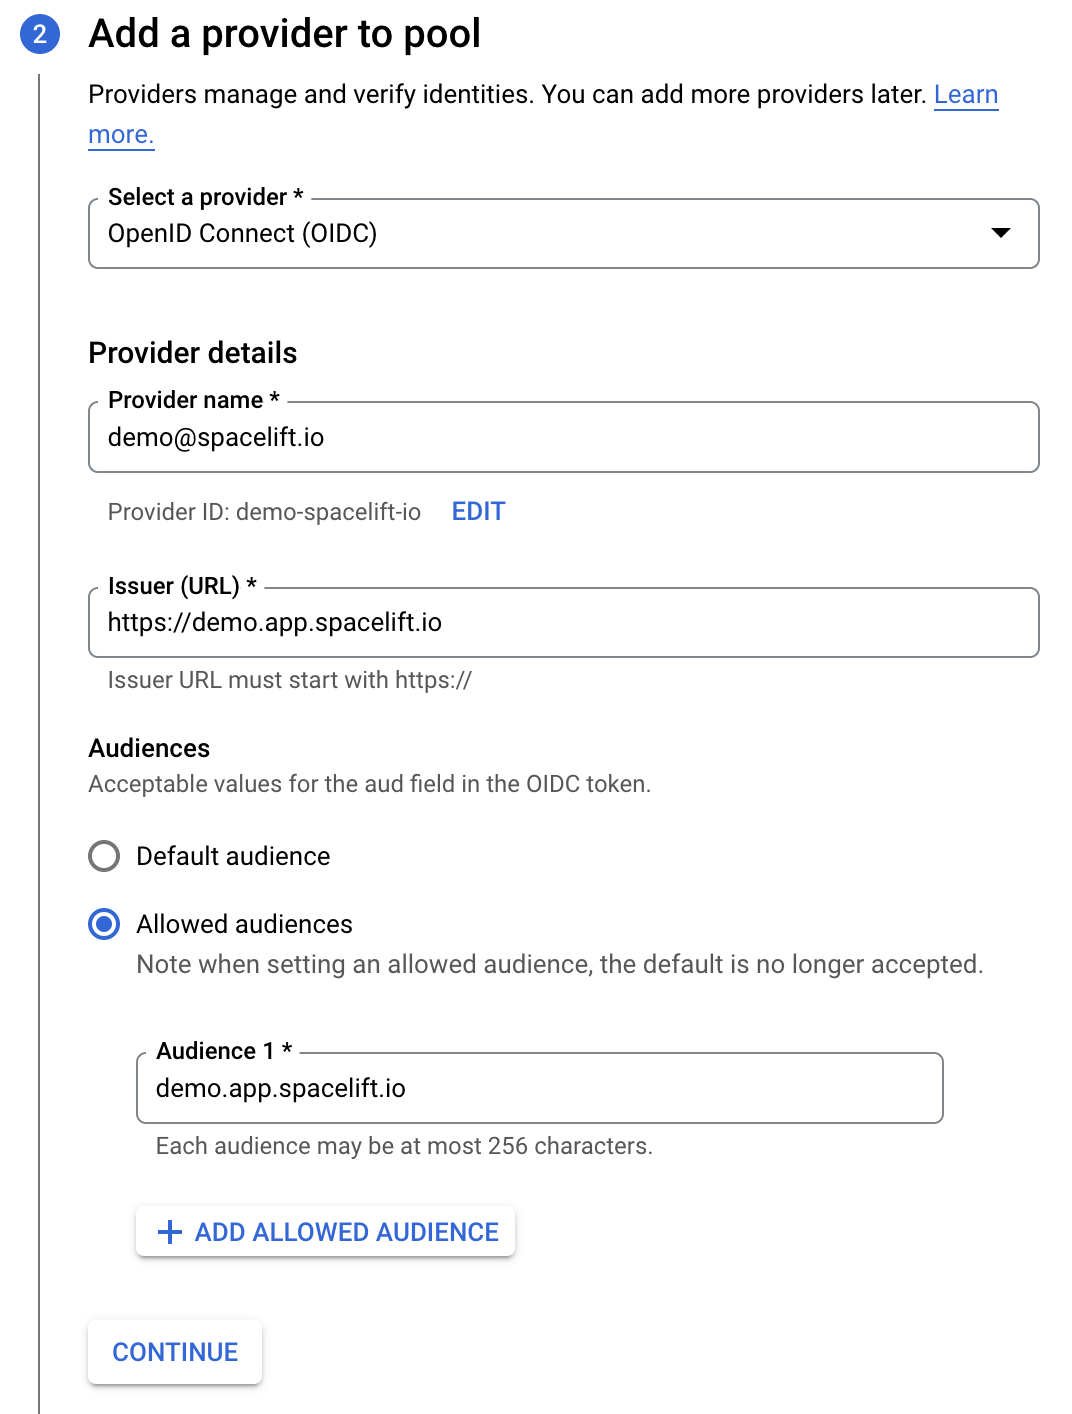 2
Add a provider to pool
Providers manage and verify identities. You can add more providers later. Learn
more.
Select a provider *
OpenID Connect (OIDC)
Provider details
Provider name *
demo@spacelift.io
Provider ID: demo-spacelift-io EDIT
Issuer (URL) *
https://demo.app.spacelift.io
Issuer URL must start with https://
Audiences
Acceptable values for the aud field in the OIDC token.
Default audience
Allowed audiences
Note when setting an allowed audience, the default is no longer accepted.
Audience 1 *
demo.app.spacelift.io
Each audience may be at most 256 characters.
+ ADD ALLOWED AUDIENCE
CONTINUE